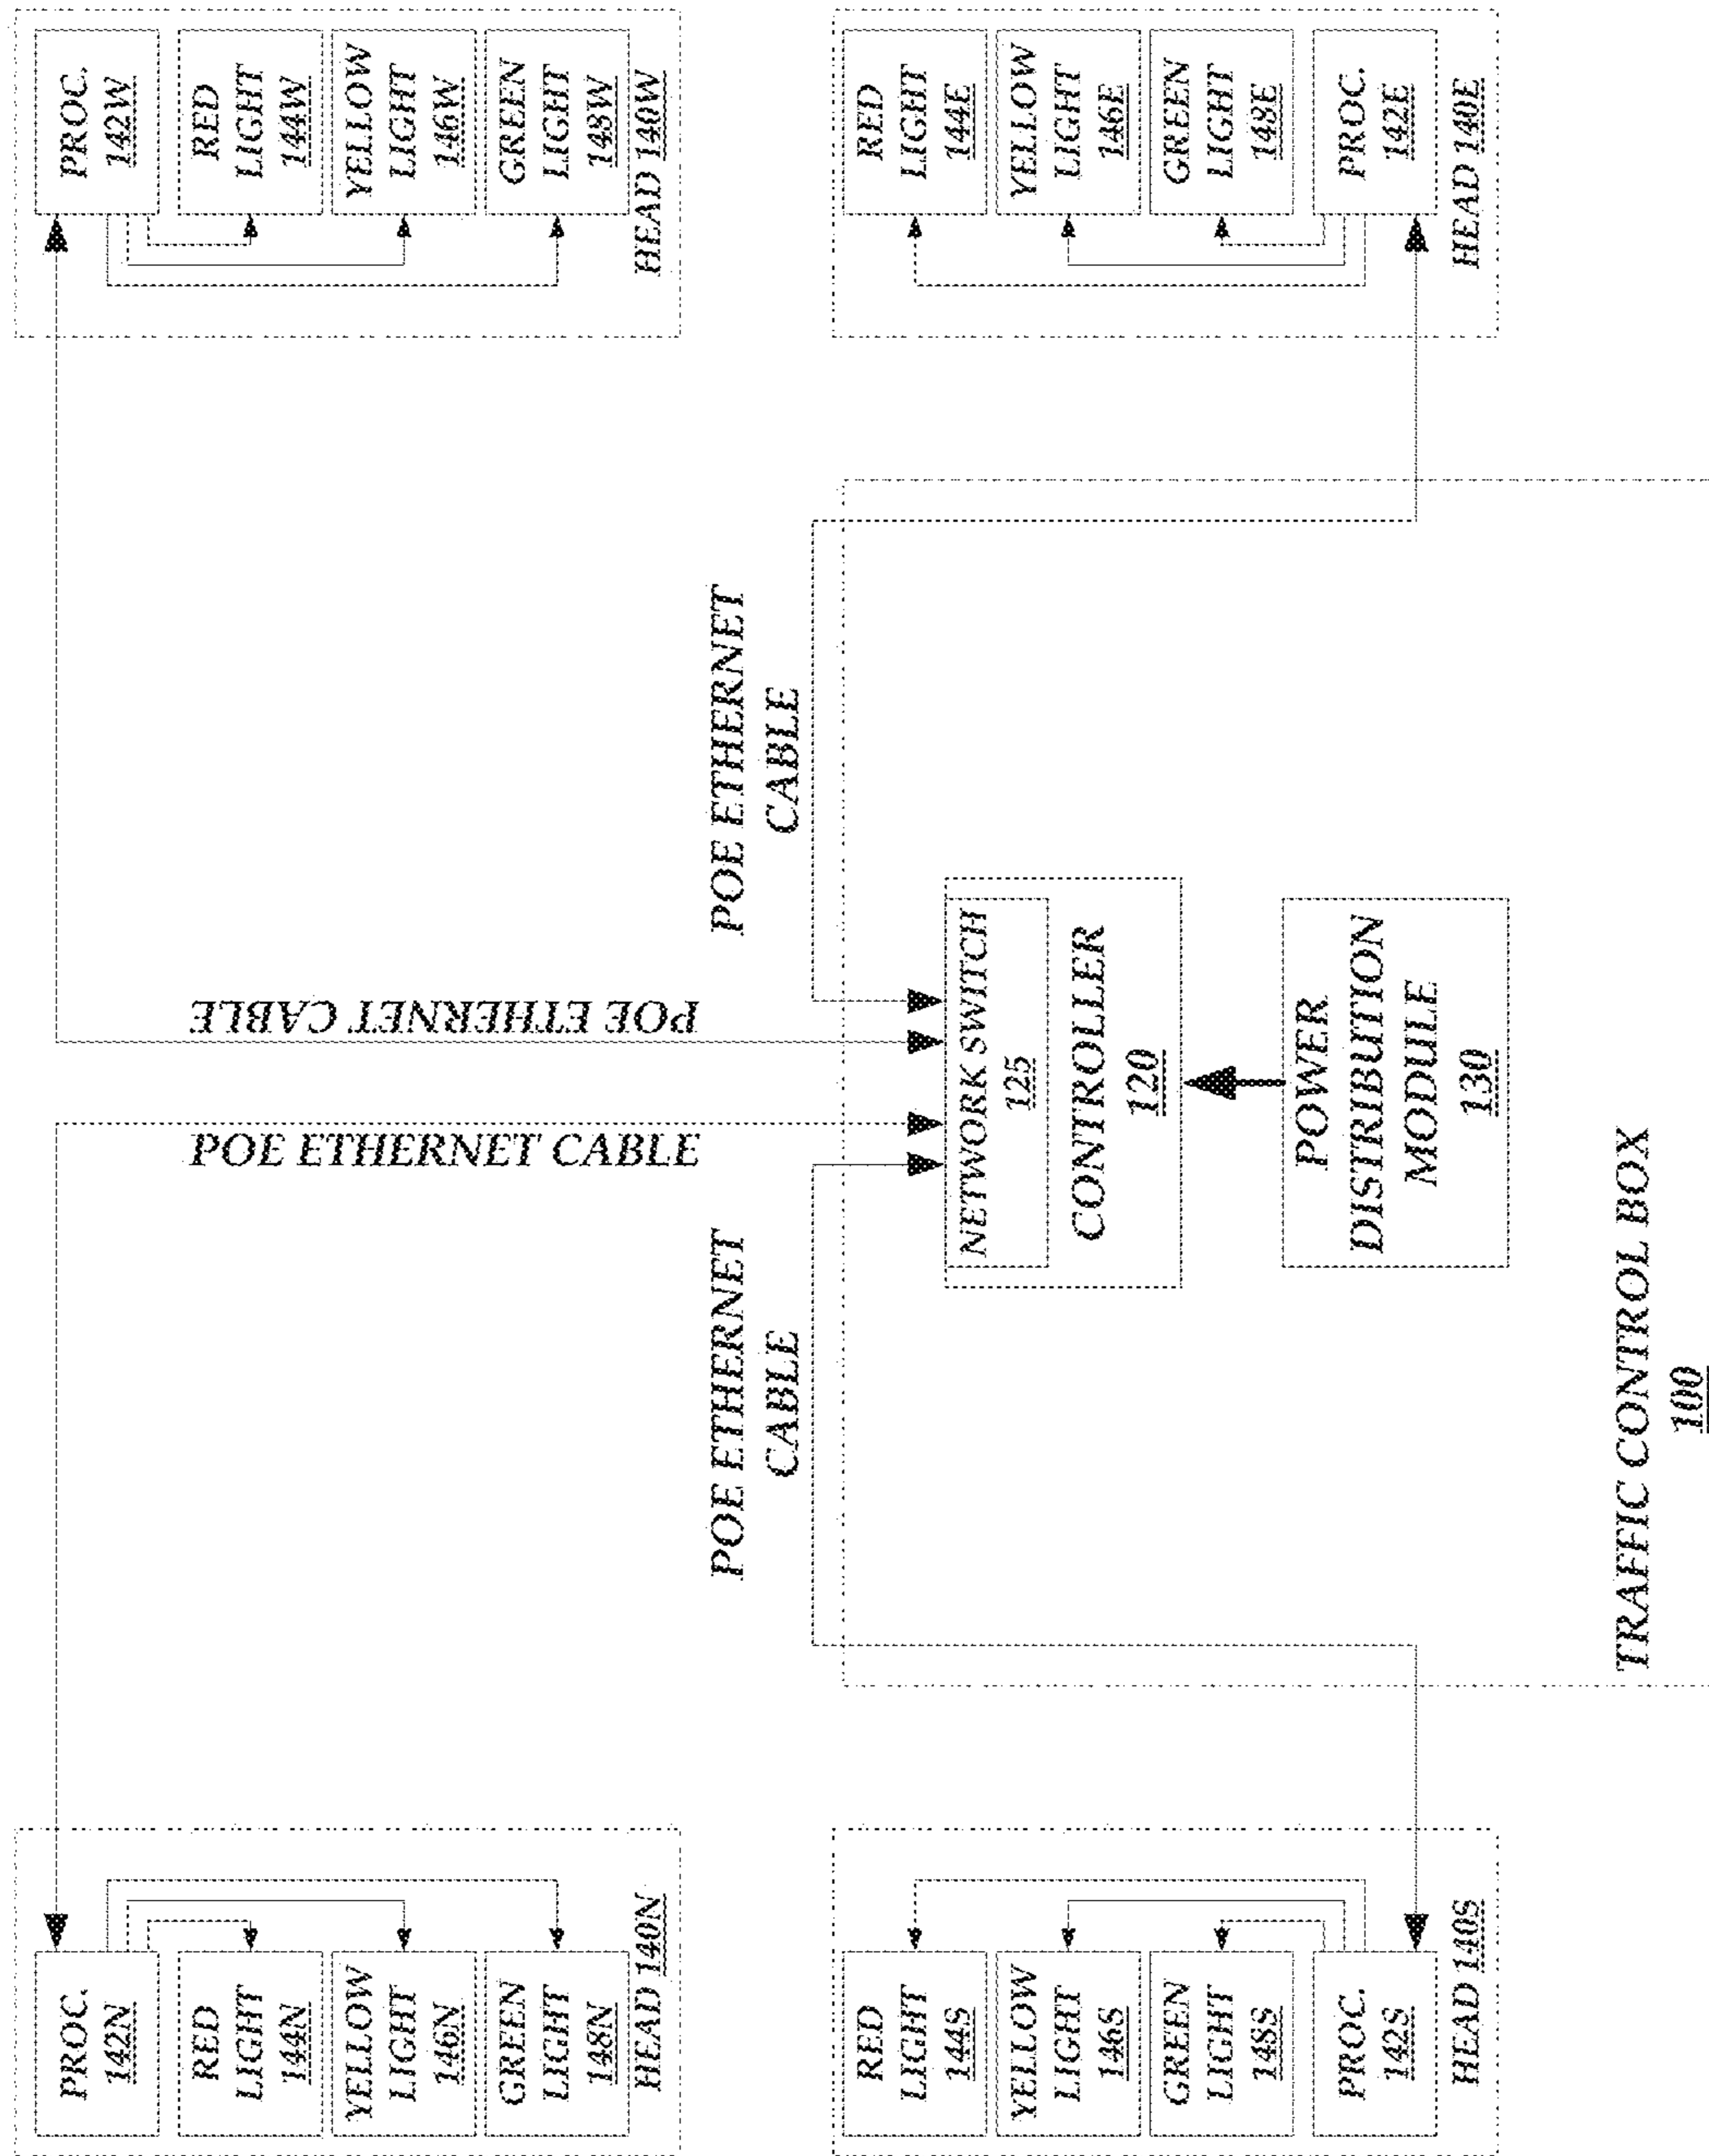 PROC.
142N
RED
LIGHT
144N
YELLOW
LIGHT
146N
GREEN
LIGHT
148N
HEAD 140N
POE ETHERNET CABLE
POE ETHERNET CABLE
PROC.
142W
RED
LIGHT
144W
YELLOW
LIGHT
146W
GREEN
LIGHT
148W
HEAD 140W
POE ETHERNET
CABLE
POE ETHERNET
CABLE
RED
LIGHT
144S
YELLOW
LIGHT
146S
GREEN
LIGHT
148S
PROC.
142S
HEAD 140S
NETWORK SWITCH
125
CONTROLLER
120
POWER
DISTRIBUTION
MODULE
130
TRAFFIC CONTROL BOX
100
RED
LIGHT
144E
YELLOW
LIGHT
146E
GREEN
LIGHT
148E
PROC.
142E
HEAD 140E